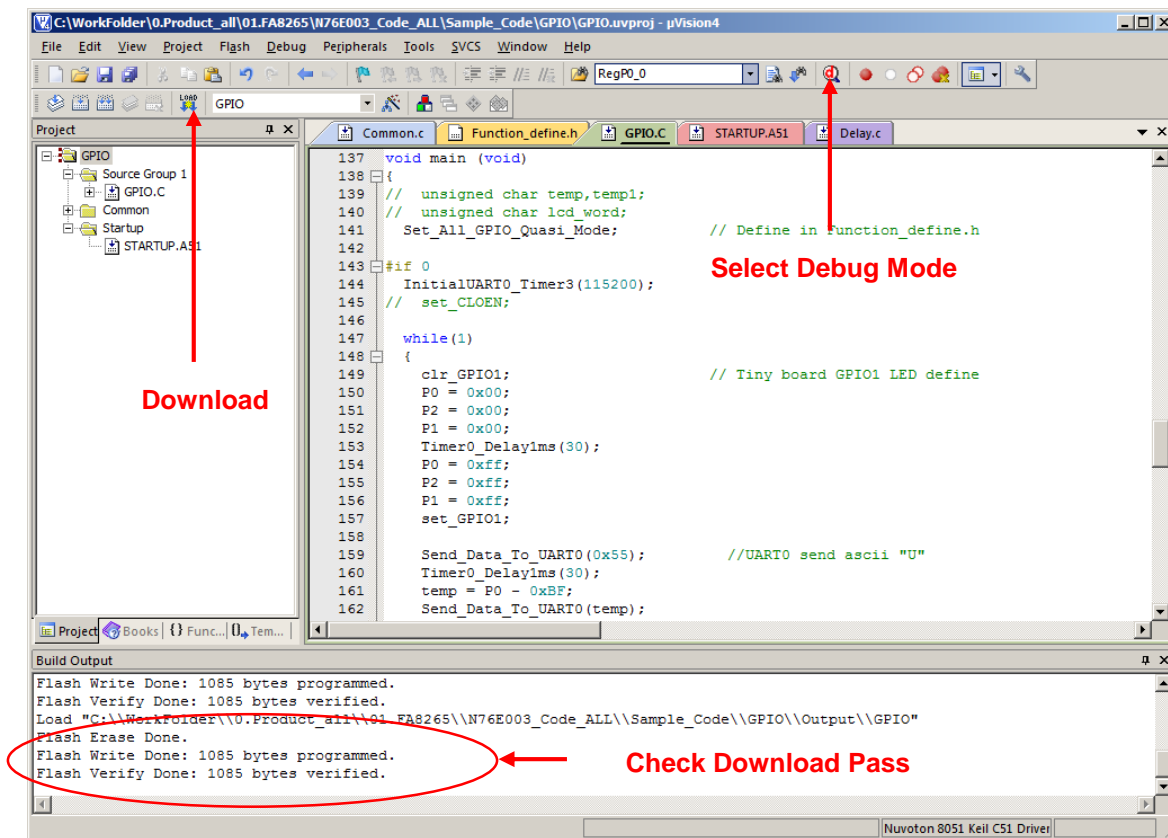 C:\WorkFolder\0.Product_all\01.FA8265\N76E003_Code_ALL\Sample_Code\GPIO\GPIO.uvproj - µVision4
File Edit View Project Flash Debug Peripherals Tools SVCS Window Help
RegP0_0
LOAD GPIO
Project
Common.c Function_define.h GPIO.C STARTUP.A51 Delay.c
GPIO
Source Group 1
GPIO.C
Common
Startup
STARTUP.A51
137 void main (void)
138 {
139 // unsigned char temp,temp1;
140 // unsigned char lcd_word;
141 Set_All_GPIO_Quasi_Mode; // Define in Function_define.h
142
143 #if 0
144 InitialUART0_Timer3(115200);
145 // set_CLOEN;
146
147 while(1)
148 {
149 clr_GPIO1; // Tiny board GPIO1 LED define
150 P0 = 0x00;
151 P2 = 0x00;
152 P1 = 0x00;
153 Timer0_Delay1ms(30);
154 P0 = 0xff;
155 P2 = 0xff;
156 P1 = 0xff;
157 set_GPIO1;
158
159 Send_Data_To_UART0(0x55); //UART0 send ascii "U"
160 Timer0_Delay1ms(30);
161 temp = P0 - 0xBF;
162 Send_Data_To_UART0(temp);
Select Debug Mode
Download
Project Books {} Func... 0 Tem...
Build Output
Flash Write Done: 1085 bytes programmed.
Flash Verify Done: 1085 bytes verified.
Load "C:\\WorkFolder\\0.Product_all\\01.FA8265\\N76E003_Code_ALL\\Sample_Code\\GPIO\\Output\\GPIO"
Flash Erase Done.
Flash Write Done: 1085 bytes programmed.
Flash Verify Done: 1085 bytes verified.
Check Download Pass
Nuvoton 8051 Keil C51 Driver